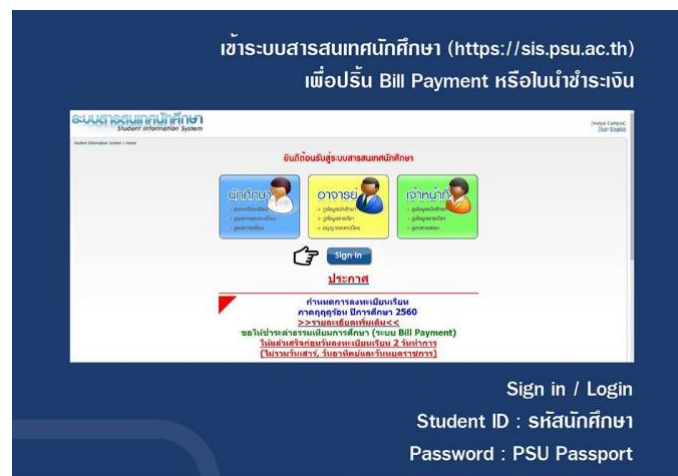 เข้าระบบสารสนเทศนักศึกษา (https://sis.psu.ac.th)
เพื่อปริ้น Bill Payment หรือใบนำชำระเงิน
ระบบสารสนเทศนักศึกษา
Student Information System
[Hatyai Campus]
Thai English
Student Information System > Home
ยินดีต้อนรับสู่ระบบสารสนเทศนักศึกษา
นักศึกษา
อาจารย์
เจ้าหน้าที่
Sign In
ประกาศ
กำหนดการลงทะเบียนเรียน
ภาคฤดูร้อน ปีการศึกษา 2560
>>รายละเอียดเพิ่มเติม<<
ขอให้ชำระค่าธรรมเนียมการศึกษา (ระบบ Bill Payment)
ให้แล้วเสร็จก่อนวันลงทะเบียนเรียน 2 วันทำการ
(ไม่รวมวันเสาร์, วันอาทิตย์และวันหยุดราชการ)
Sign in / Login
Student ID : รหัสนักศึกษา
Password : PSU Passport